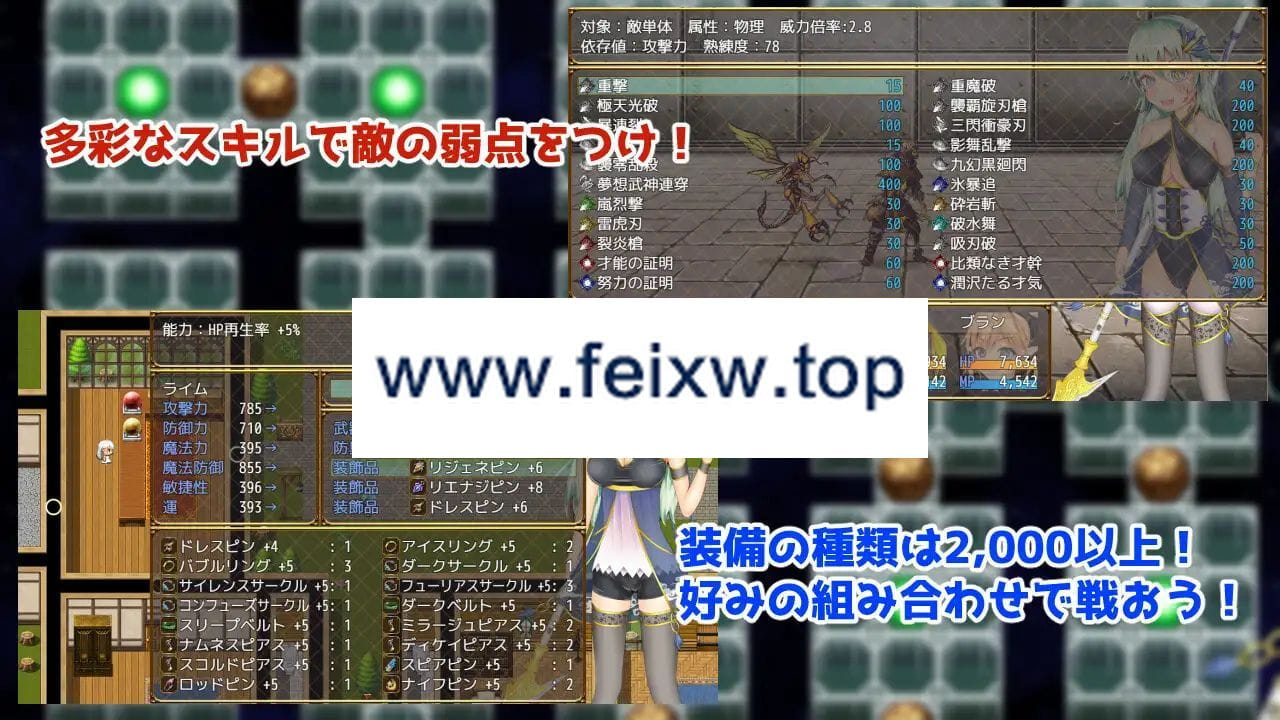 対象：敵単体　属性：物理　威力倍率:2.8
依存値：攻撃力　熟練度：78
重撃 15 重魔破 40
極天光破 100 襲覇旋刃槍 200
100 三閃衝豪刃 200
多彩なスキルで敵の弱点をつけ！
15 影舞乱撃 40
襲零乱殺 100 九幻黒廻閃 200
夢想武神連穿 400 氷暴追 30
嵐烈撃 30 砕岩斬 30
雷虎刃 30 破水舞 30
裂炎槍 30 吸刃破 50
才能の証明 60 比類なき才幹 200
努力の証明 60 潤沢たる才気 200
ブラン
934 HP 7,634
142 MP 4,542
能力：HP再生率 +5%
www.feixw.top
ライム
攻撃力 785→
防御力 710→
魔法力 395→
魔法防御 855→
敏捷性 396→
運 393→
装飾品 リジェネピン +6
装飾品 リエナジピン +8
装飾品 ドレスピン +6
ドレスピン +4 : 1 アイスリング +5 : 2
バブルリング +5 : 3 ダークサークル +5 : 1
サイレンスサークル +5: 1 フューリアスサークル +5: 3
コンフューズサークル +5: 1 ダークベルト +5 : 1
スリープベルト +5 : 1 ミラージュピアス +5 : 2
ナムネスピアス +5 : 1 ディケイピアス +5 : 2
スコルドピアス +5 : 1 スピアピン +5 : 1
ロッドピン +5 : 1 ナイフピン +5 : 2
装備の種類は2,000以上！
好みの組み合わせで戦おう！